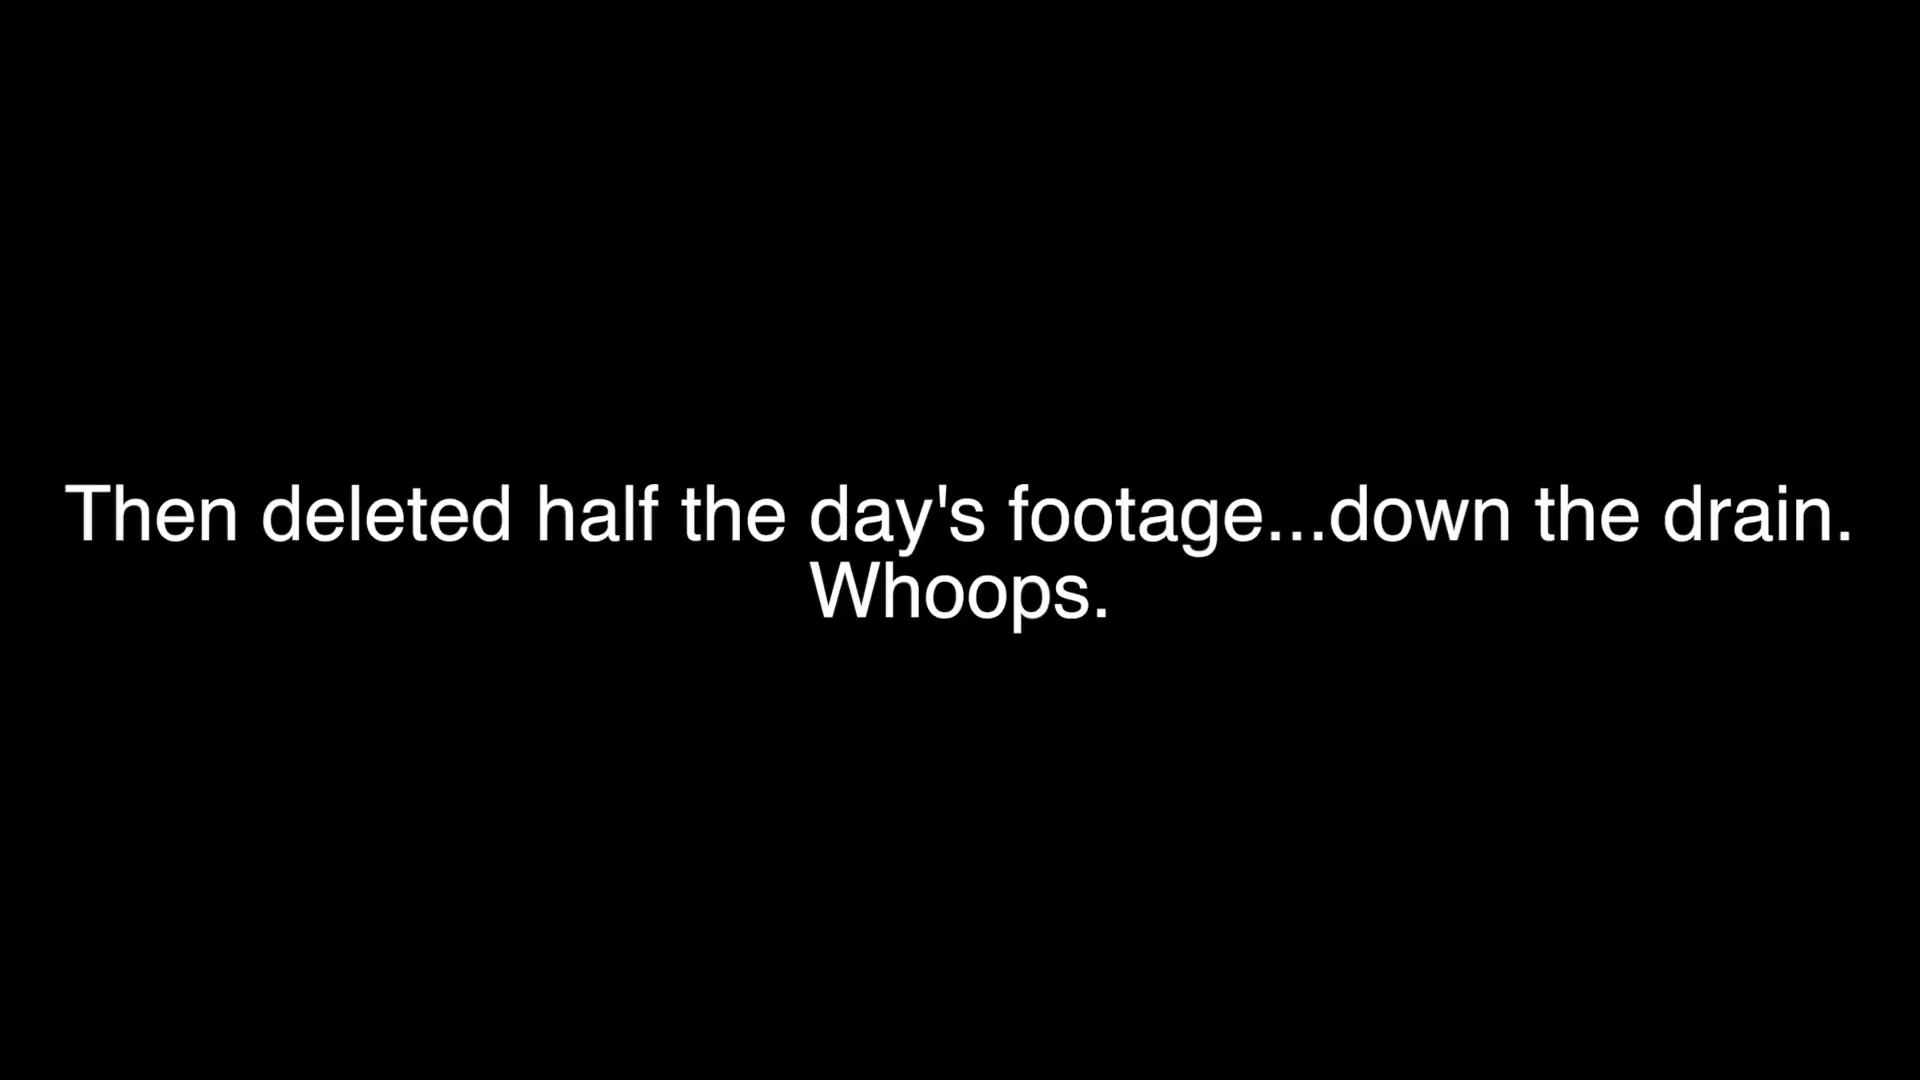 Then deleted half the day's footage...down the drain.
Whoops.